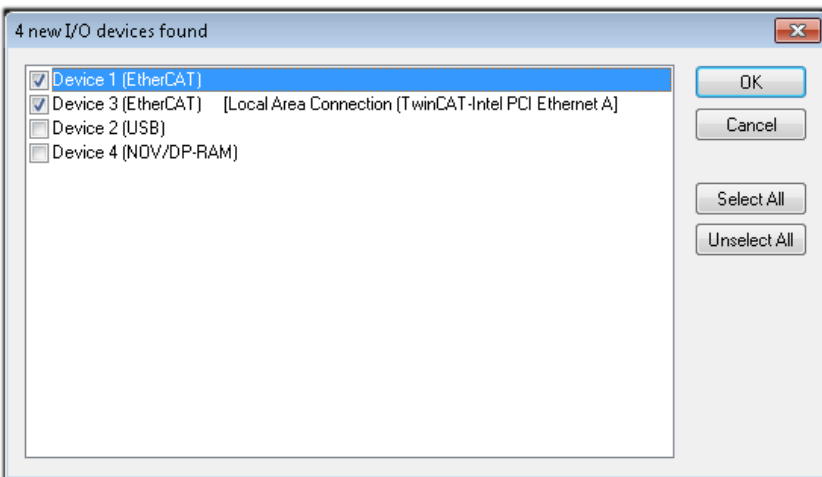 4 new I/O devices found
Device 1 (EtherCAT)
Device 3 (EtherCAT) [Local Area Connection (TwinCAT-Intel PCI Ethernet A]
Device 2 (USB)
Device 4 (NOV/DP-RAM)
OK
Cancel
Select All
Unselect All